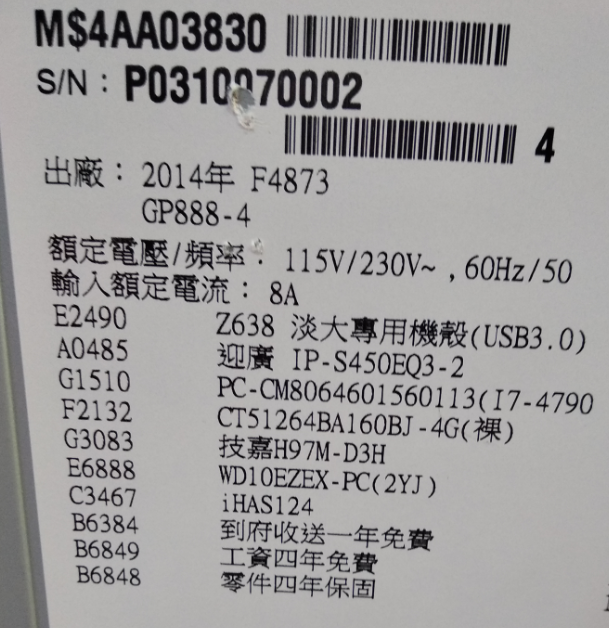 M$4AA03830
S/N：P0310070002
4
出廠：2014年 F4873
GP888-4
額定電壓/頻率：115V/230V~ ,60Hz/50
輸入額定電流：8A
E2490 Z638 淡大專用機殼(USB3.0)
A0485 迎廣 IP-S450EQ3-2
G1510 PC-CM8064601560113(I7-4790
F2132 CT51264BA160BJ-4G(裸)
G3083 技嘉H97M-D3H
E6888 WD10EZEX-PC(2YJ)
C3467 iHAS124
B6384 到府收送一年免費
B6849 工資四年免費
B6848 零件四年保固